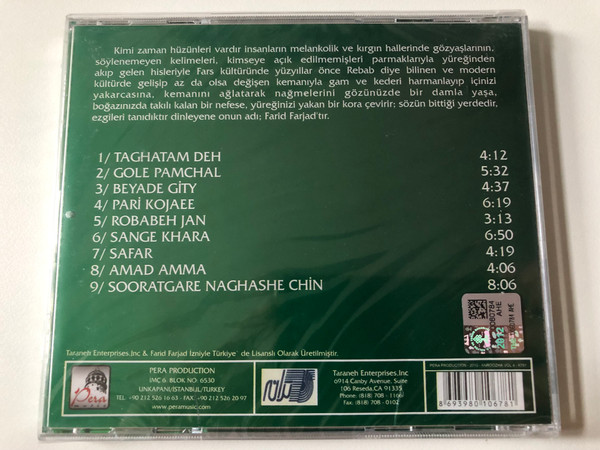 Kimi zaman hüzünleri vardır insanların melankolik ve kırgın hallerinde gözyaşlarının,
söylenemeyen kelimeleri, kimseye açık edilmemişleri parmaklarıyla yüreğinden
akıp gelen hisleriyle Fars kültüründe yüzyıllar önce Rebab diye bilinen ve modern
kültürde gelişip az da olsa değişen kemanıyla gam ve kederi harmanlayıp içinizi
yakarcasına, kemanını ağlatarak nağmelerini gözünüzde bir damla yaşa,
boğazınızda takılı kalan bir nefese, yüreğinizi yakan bir kora çevirir; sözün bittiği yerdedir,
ezgileri tanıdıktır dinleyene onun adı; Farid Farjad'tır.
1/ TAGHATAM DEH 4:12
2/ GOLE PAMCHAL 5:32
3/ BEYADE GİTY 4:37
4/ PARI KOJAEE 6:19
5/ ROBABEH JAN 3:13
6/ SANGE KHARA 6:50
7/ SAFAR 4:19
8/ AMAD AMMA 4:06
9/ SOORATGARE NAGHASHE CHİN 8:06
Taraneh Enterprises.Inc & Farid Farjad İzniyle Türkiye' de Lisanslı Olarak Üretilmiştir.
Pera
MUSIC
PERA PRODUCTION
IMC 6. BLOK NO: 6530
UNKAPANI/ISTANBUL/TURKEY
TEL: +90 212 526 16 63 - FAX: +90 212 526 20 97
www.peramusic.com
Taraneh Enterprises.Inc
6914 Canby Avenue, Suite
106 Reseda,CA 91335
Phone: (818) 708 - 1166
Fax: (818) 708 - 0102
8 693980 106781